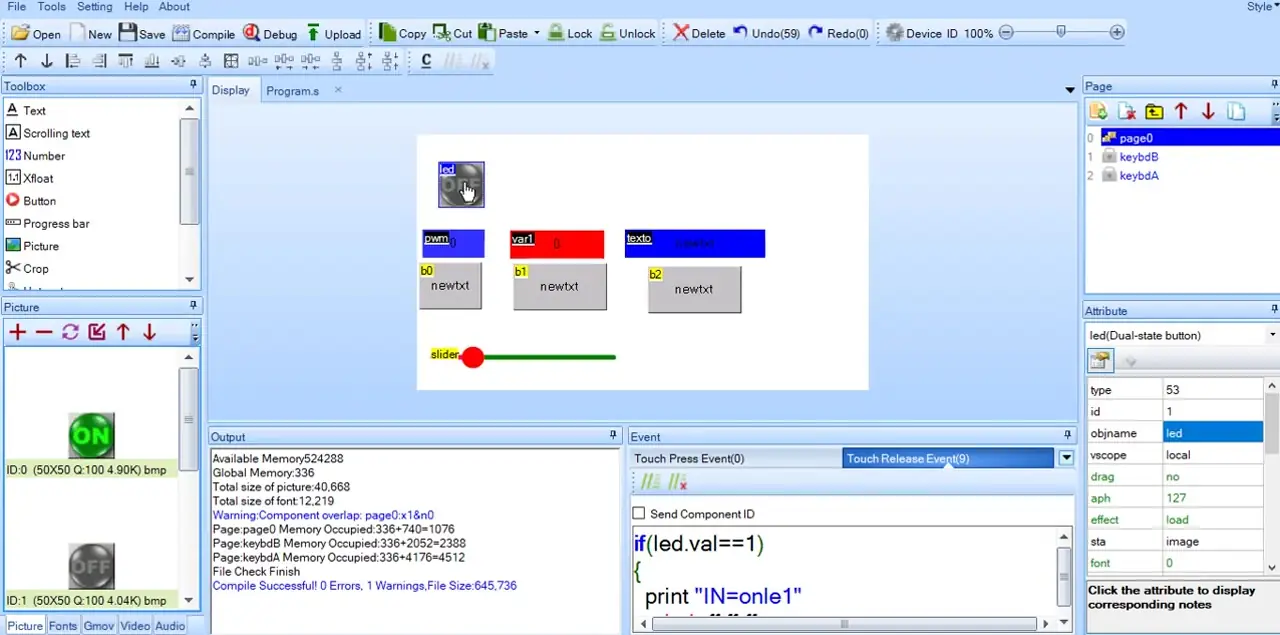 File Tools Setting Help About Style
Open New Save Compile Debug Upload Copy Cut Paste Lock Unlock Delete Undo(59) Redo(0) Device ID 100%
Toolbox
Text
Scrolling text
Number
Xfloat
Button
Progress bar
Picture
Crop
Picture
ID:0 (50X50 Q:100 4.90K) bmp
ID:1 (50X50 Q:100 4.04K) bmp
Picture Fonts Gmov Video Audio
Display Program.s
led
OFF
pwm 0
var1 0
texto newtxt
b0 newtxt
b1 newtxt
b2 newtxt
slider
ON
OFF
Output
Available Memory524288
Global Memory:336
Total size of picture:40,668
Total size of font:12,219
Warning:Component overlap: page0:x1&n0
Page:page0 Memory Occupied:336+740=1076
Page:keybdB Memory Occupied:336+2052=2388
Page:keybdA Memory Occupied:336+4176=4512
File Check Finish
Compile Successful! 0 Errors, 1 Warnings,File Size:645,736
Event
Touch Press Event(0) Touch Release Event(9)
Send Component ID
if(led.val==1)
{
print "IN=onle1"
Page
0 page0
1 keybdB
2 keybdA
Attribute
led(Dual-state button)
type 53
id 1
objname led
vscope local
drag no
aph 127
effect load
sta image
font 0
Click the attribute to display
corresponding notes